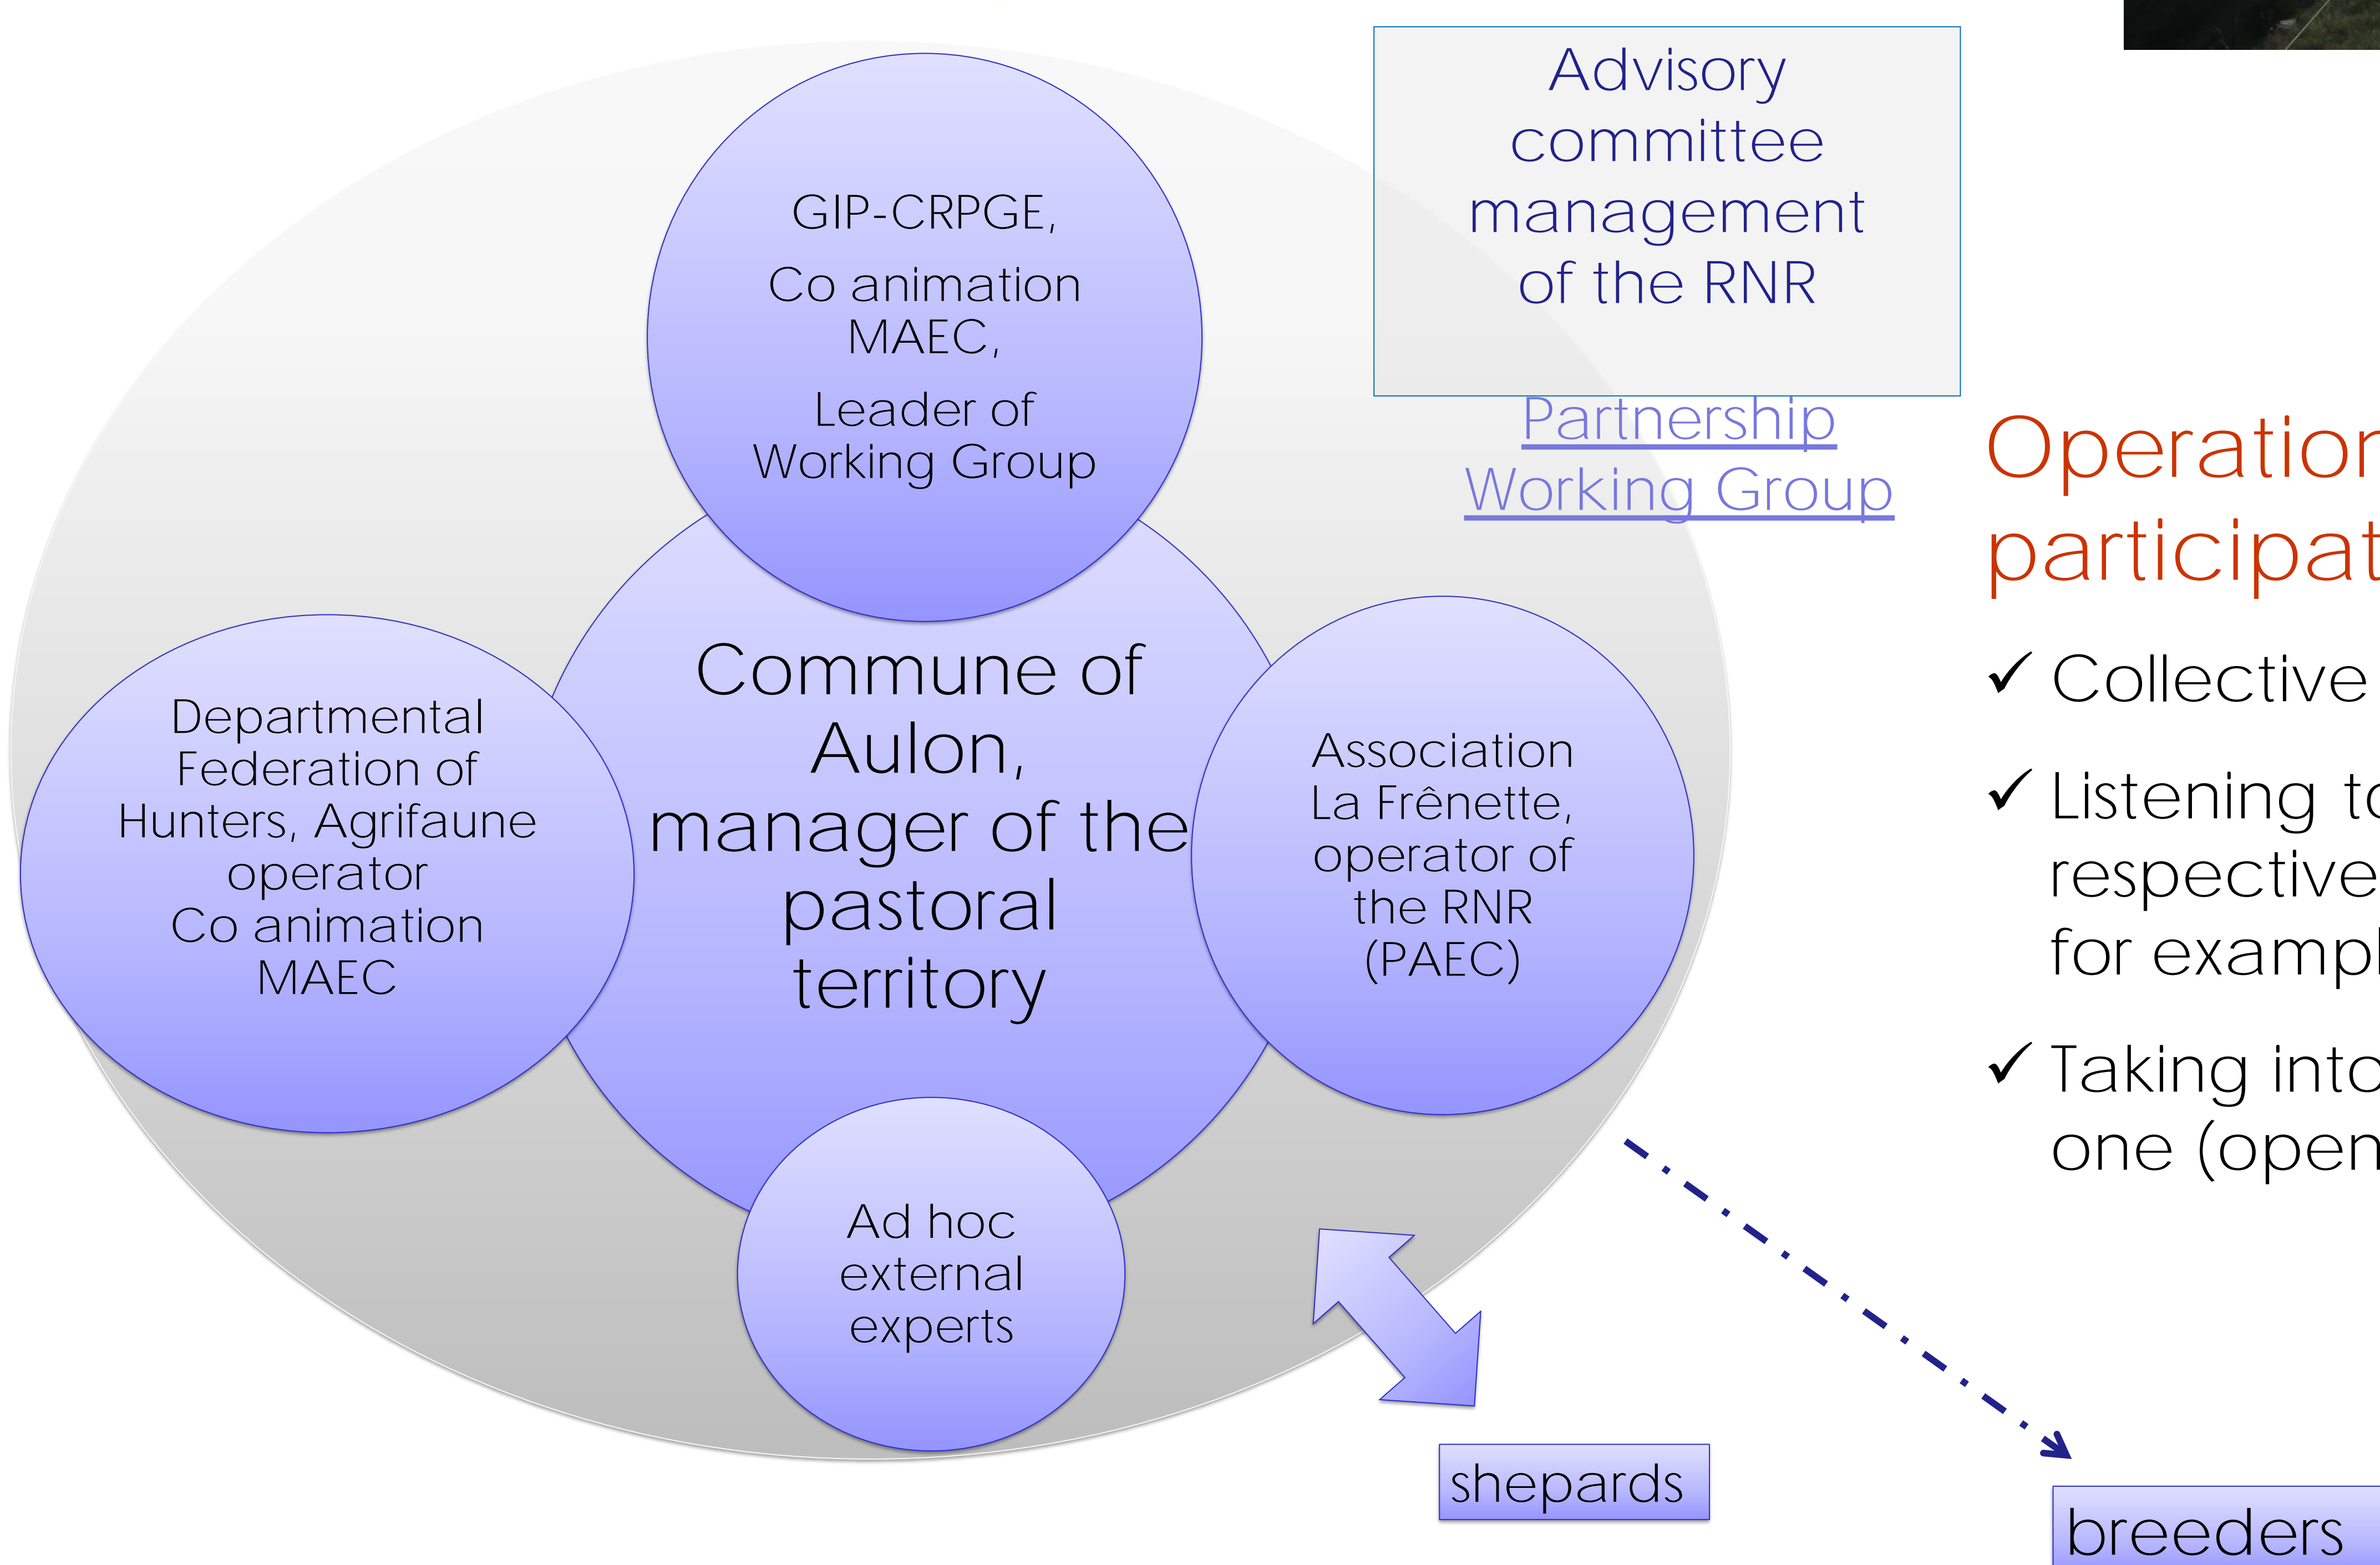 GIP-CRPGE,
Co animation
MAEC,
Leader of
Working Group
Advisory
committee
management
of the RNR
Partnership
Working Group
Departmental
Federation of
Hunters, Agrifaune
operator
Co animation
MAEC
Commune of
Aulon,
manager of the
pastoral
territory
Association
La Frênette,
operator of
the RNR
(PAEC)
Ad hoc
external
experts
shepards
breeders
Operation
participat
✓ Collective
✓ Listening to
respective
for exampl
✓ Taking into
one (open